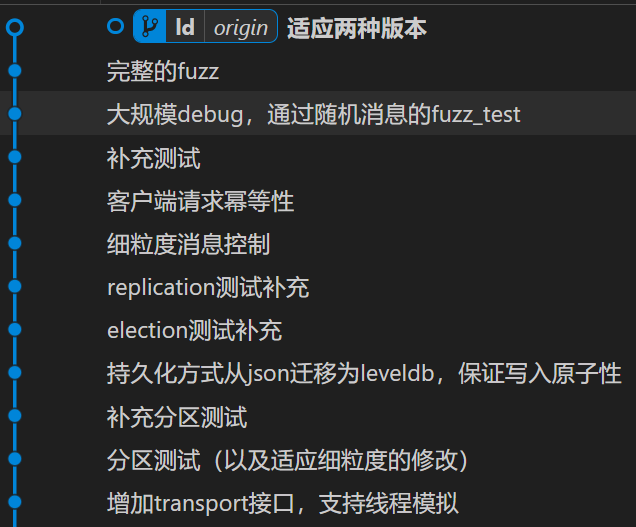 ld origin 适应两种版本
完整的fuzz
大规模debug，通过随机消息的fuzz_test
补充测试
客户端请求幂等性
细粒度消息控制
replication测试补充
election测试补充
持久化方式从json迁移为leveldb，保证写入原子性
补充分区测试
分区测试（以及适应细粒度的修改）
增加transport接口，支持线程模拟